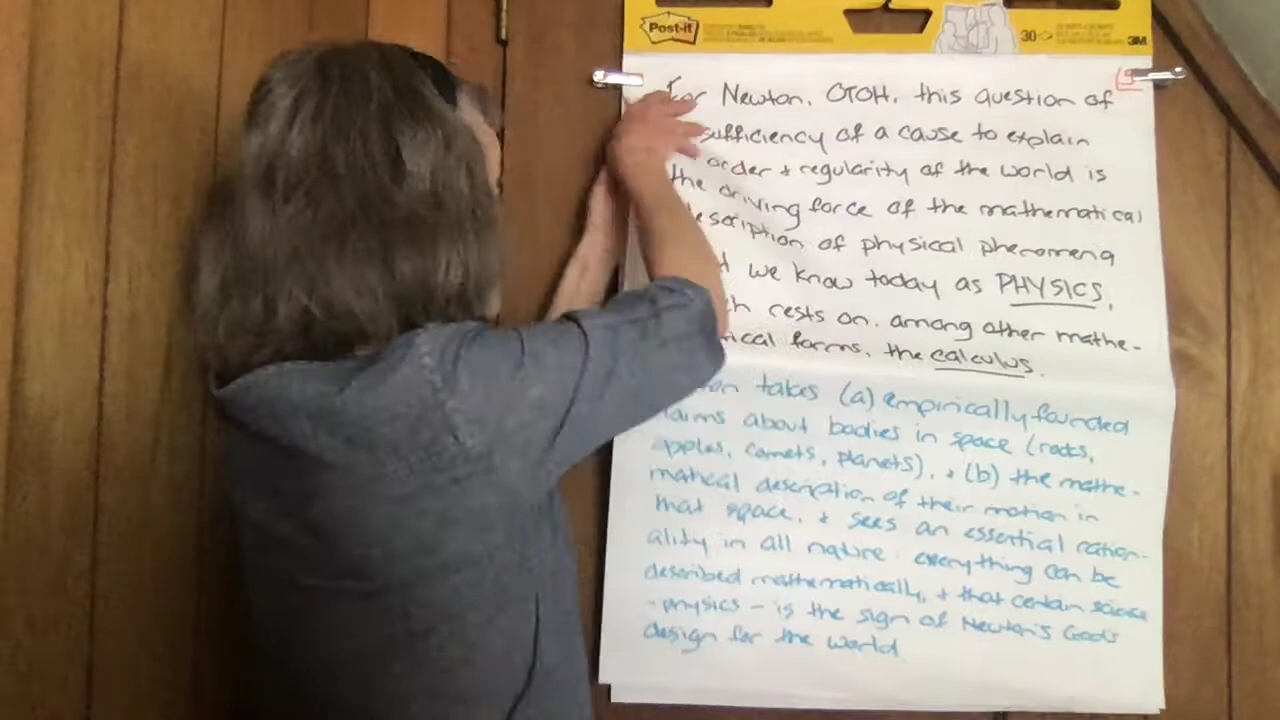 Post-it
30
3M
For Newton, OTOH, this question of
sufficiency of a cause to explain
order + regularity of the world is
the driving force of the mathematical
description of physical phenomena
we know today as PHYSICS,
rests on, among other mathe-
ical forms, the calculus.
takes (a) empirically founded
claims about bodies in space (rocks,
apples, comets, planets), + (b) the mathe-
matical description of their motion in
that space, + sees an essential ration-
ality in all nature: everything can be
described mathematically, + that certain science
- physics - is the sign of Newton's God's
design for the world.